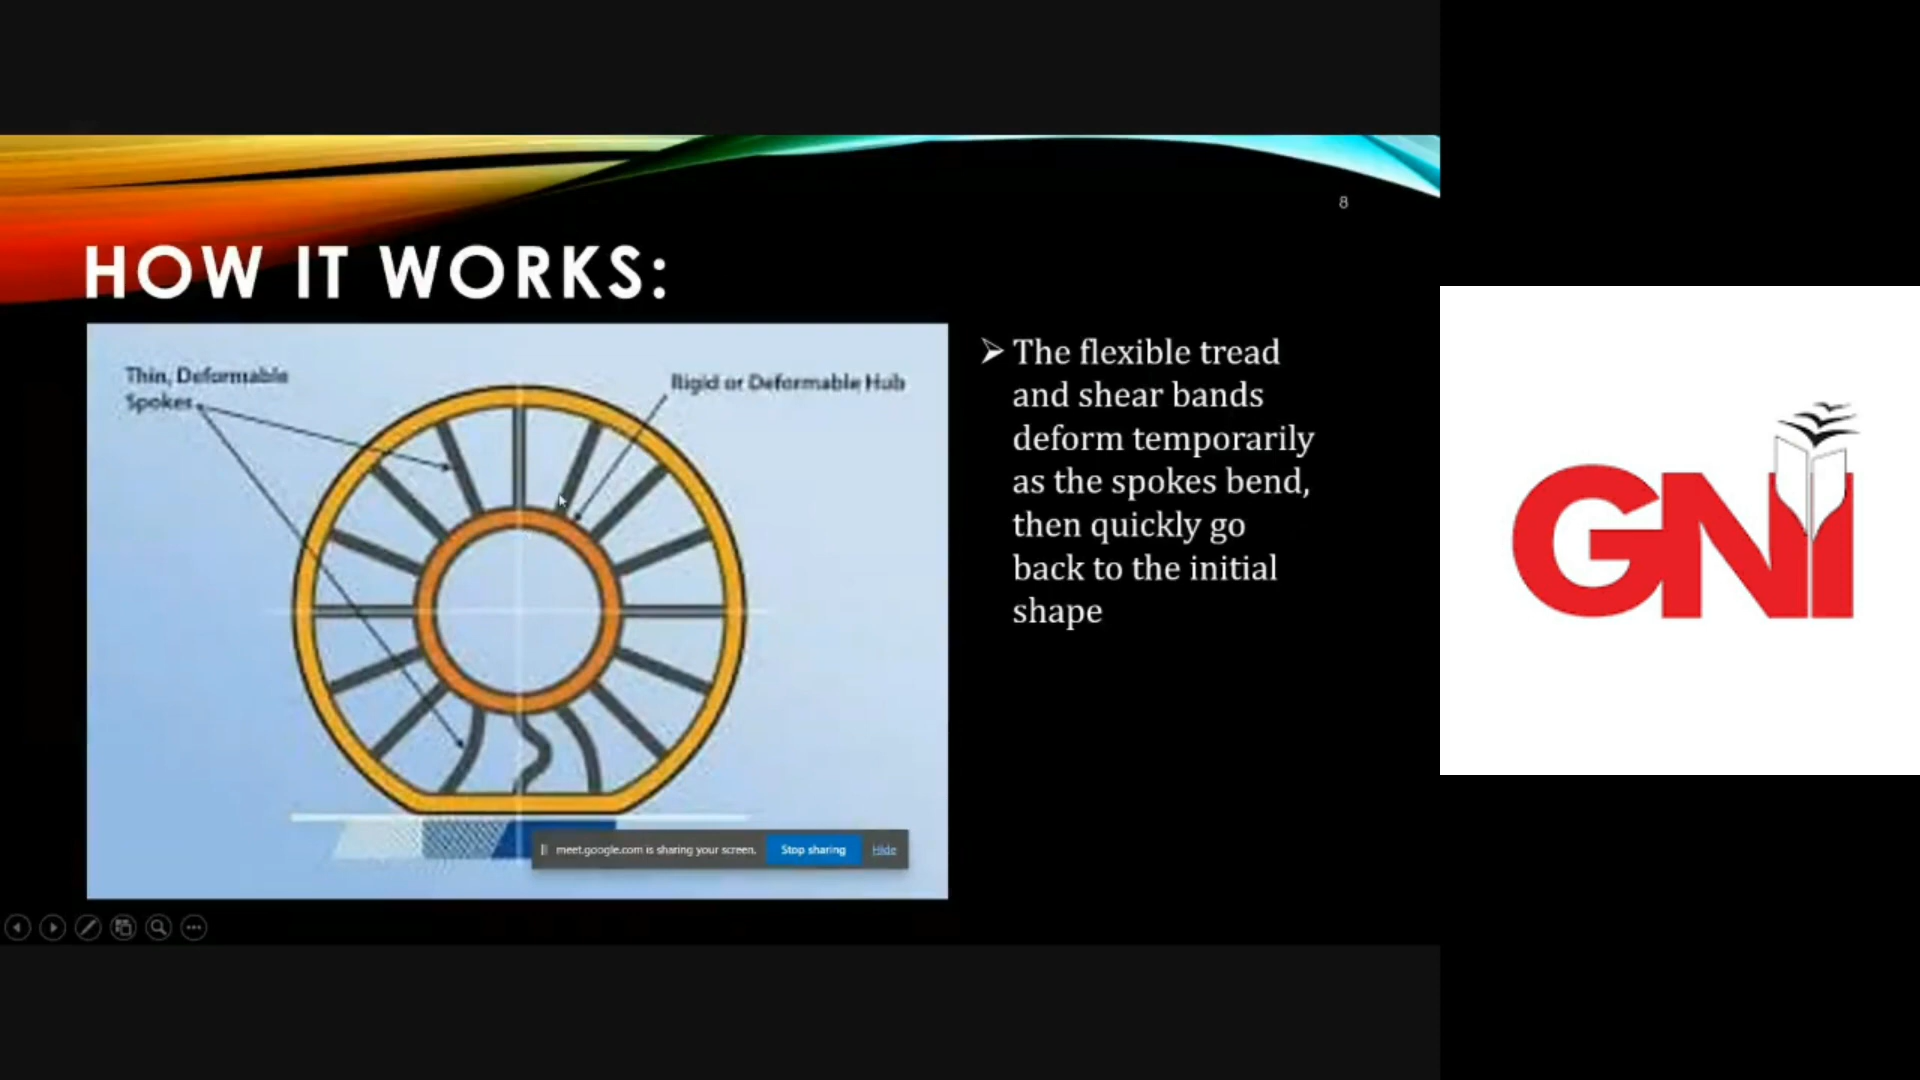 8
HOW IT WORKS:
Thin, Deformable
Spokes
Rigid or Deformable Hub
➢ The flexible tread
and shear bands
deform temporarily
as the spokes bend,
then quickly go
back to the initial
shape
GNI
meet.google.com is sharing your screen. Stop sharing Hide